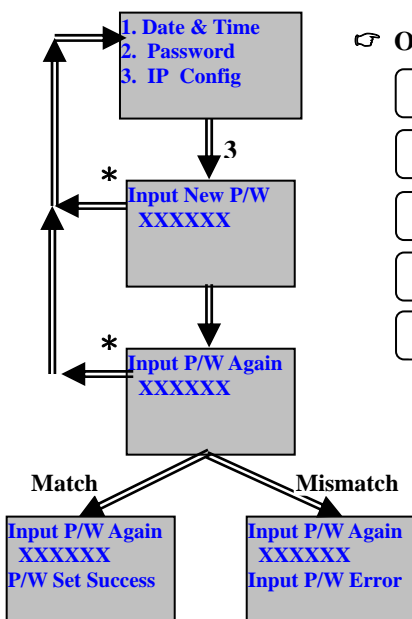 1. Date & Time
2. Password
3. IP Config
☞ O
3
*
Input New P/W
XXXXXX
*
Input P/W Again
XXXXXX
Match
Mismatch
Input P/W Again
XXXXXX
P/W Set Success
Input P/W Again
XXXXXX
Input P/W Error